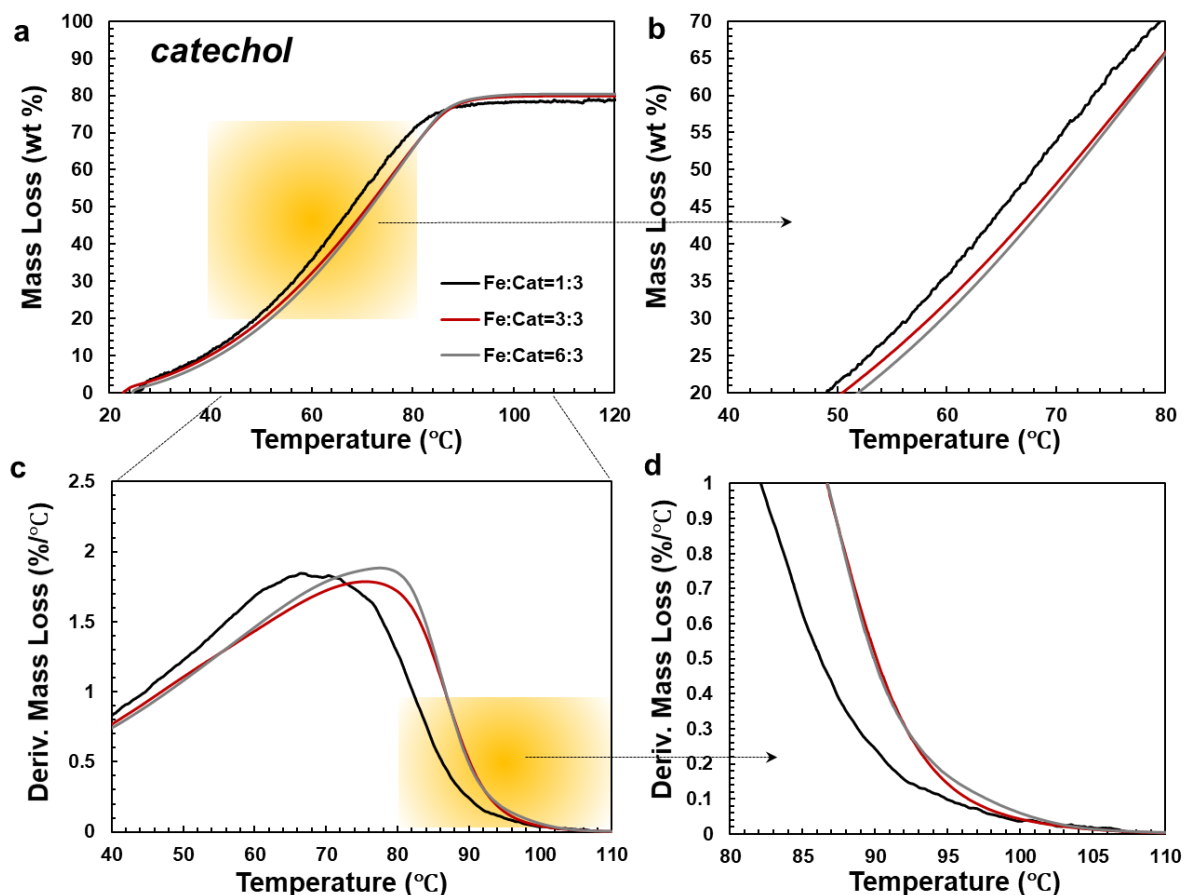 a
catechol
100
90
80
70
60
50
40
30
20
10
0
Mass Loss (wt %)
Fe:Cat=1:3
Fe:Cat=3:3
Fe:Cat=6:3
20 40 60 80 100 120
Temperature (℃)
b
70
65
60
55
50
45
40
35
30
25
20
Mass Loss (wt %)
40 50 60 70 80
Temperature (℃)
c
2.5
2
1.5
1
0.5
0
Deriv. Mass Loss (%/℃)
40 50 60 70 80 90 100 110
Temperature (℃)
d
1
0.9
0.8
0.7
0.6
0.5
0.4
0.3
0.2
0.1
0
Deriv. Mass Loss (%/℃)
80 85 90 95 100 105 110
Temperature (℃)